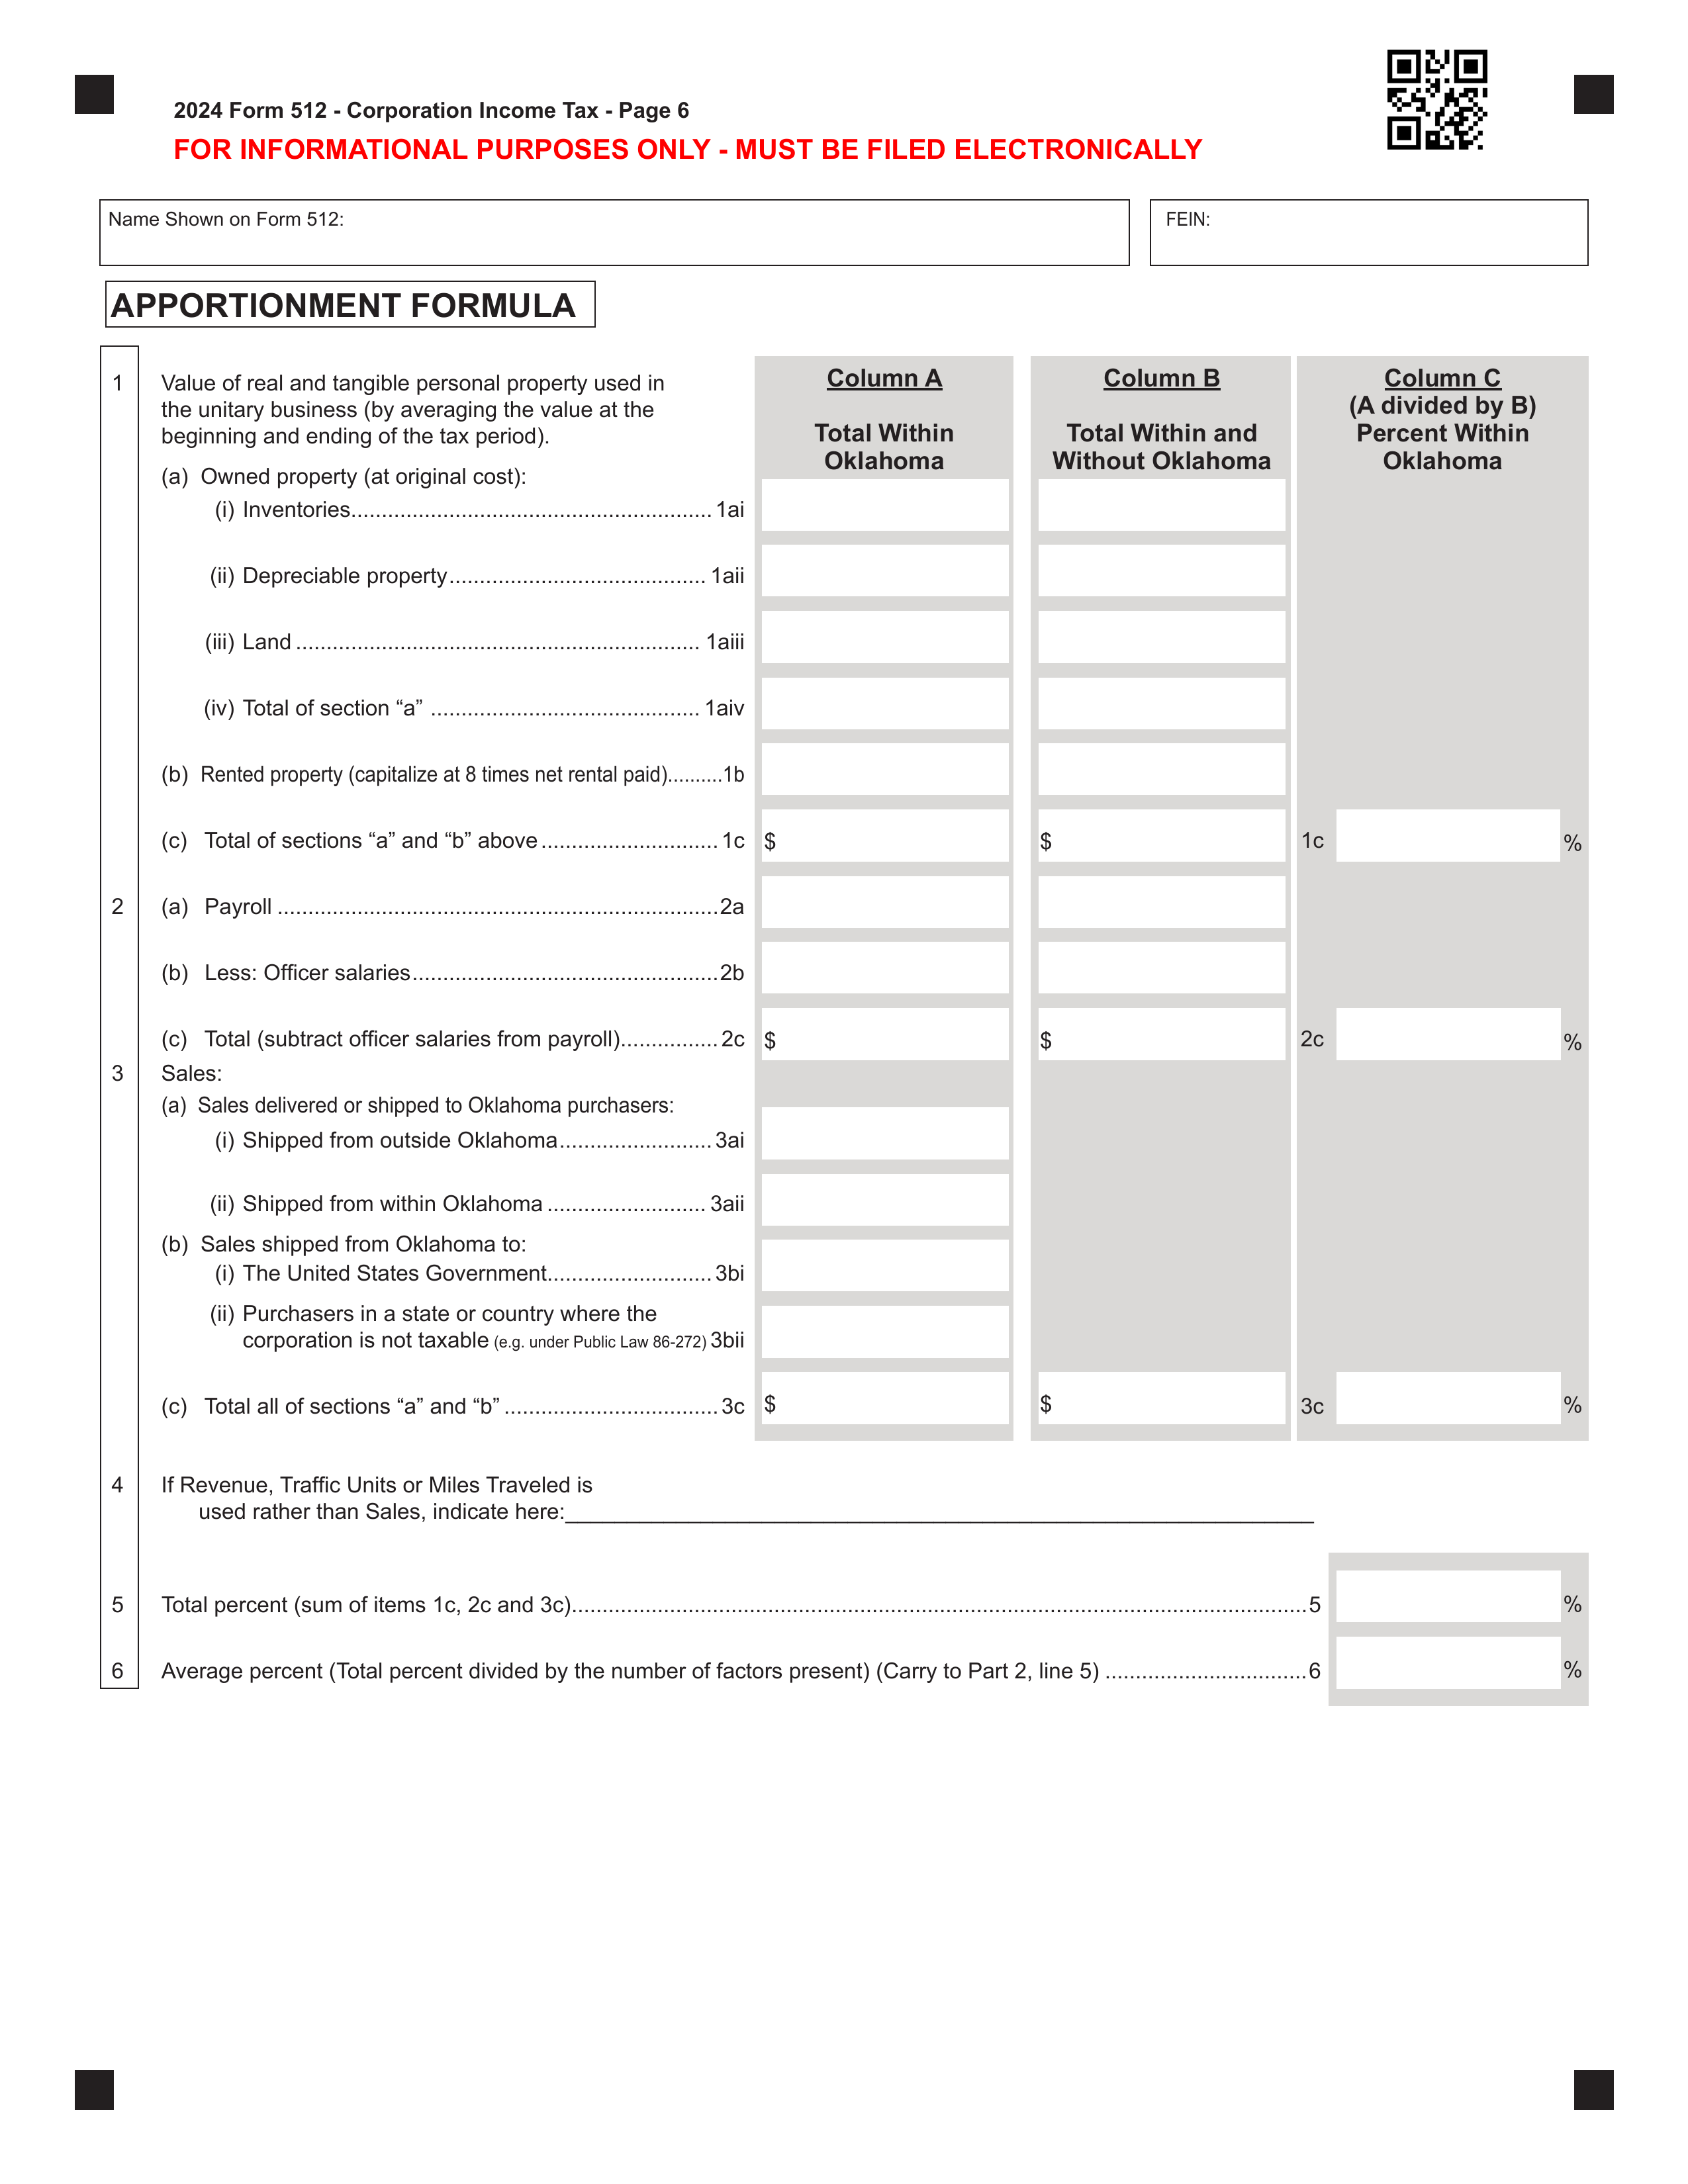 2024 Form 512 - Corporation Income Tax - Page 6
FOR INFORMATIONAL PURPOSES ONLY - MUST BE FILED ELECTRONICALLY
Name Shown on Form 512:
FEIN:
APPORTIONMENT FORMULA
1 Value of real and tangible personal property used in
the unitary business (by averaging the value at the
beginning and ending of the tax period).
Column A
Total Within
Oklahoma
Column B
Total Within and
Without Oklahoma
Column C
(A divided by B)
Percent Within
Oklahoma
(a) Owned property (at original cost):
(i) Inventories............................................................ 1ai
(ii) Depreciable property.......................................... 1aii
(iii) Land .................................................................. 1aiii
(iv) Total of section “a” ............................................ 1aiv
(b) Rented property (capitalize at 8 times net rental paid)..........1b
(c) Total of sections “a” and “b” above ............................. 1c $ $ 1c %
2 (a) Payroll ........................................................................2a
(b) Less: Officer salaries..................................................2b
(c) Total (subtract officer salaries from payroll)................ 2c $ $ 2c %
3 Sales:
(a) Sales delivered or shipped to Oklahoma purchasers:
(i) Shipped from outside Oklahoma......................... 3ai
(ii) Shipped from within Oklahoma .......................... 3aii
(b) Sales shipped from Oklahoma to:
(i) The United States Government........................... 3bi
(ii) Purchasers in a state or country where the
corporation is not taxable (e.g. under Public Law 86-272) 3bii
(c) Total all of sections “a” and “b” ................................... 3c $ $ 3c %
4 If Revenue, Traffic Units or Miles Traveled is
used rather than Sales, indicate here:______________________________________________________________
5 Total percent (sum of items 1c, 2c and 3c)........................................................................................................................5 %
6 Average percent (Total percent divided by the number of factors present) (Carry to Part 2, line 5) .................................6 %